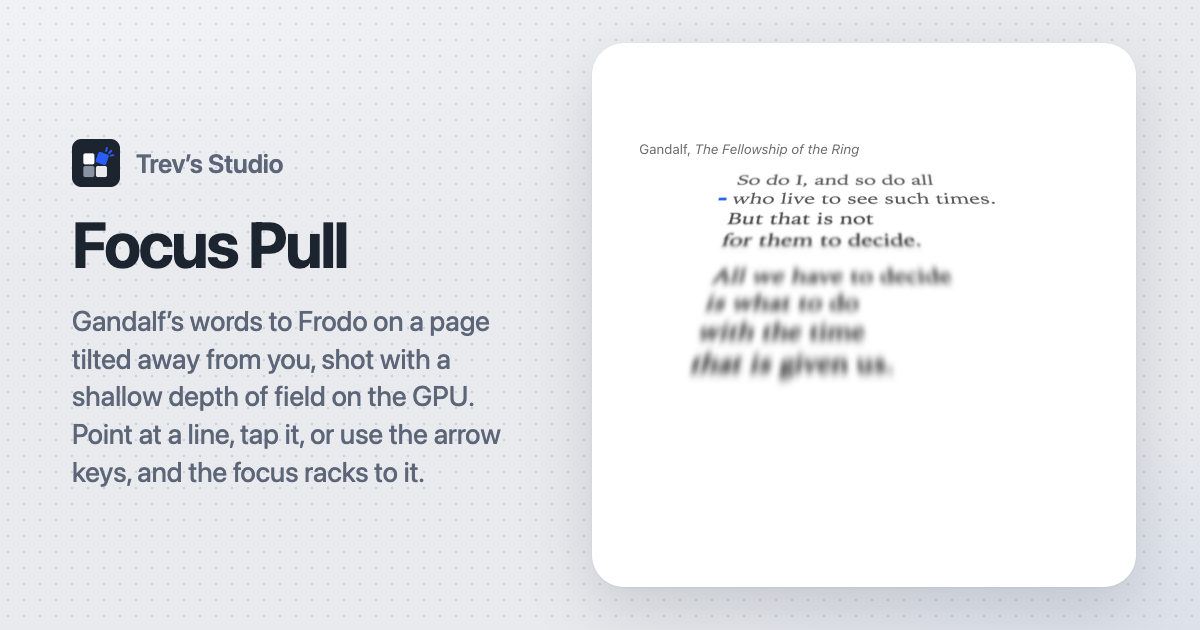 Trev’s Studio
Focus Pull
Gandalf’s words to Frodo on a page
tilted away from you, shot with a
shallow depth of field on the GPU.
Point at a line, tap it, or use the arrow
keys, and the focus racks to it.
Gandalf, The Fellowship of the Ring
So do I, and so do all
who live to see such times.
But that is not
for them to decide.
All we have to decide
is what to do
with the time
that is given us.